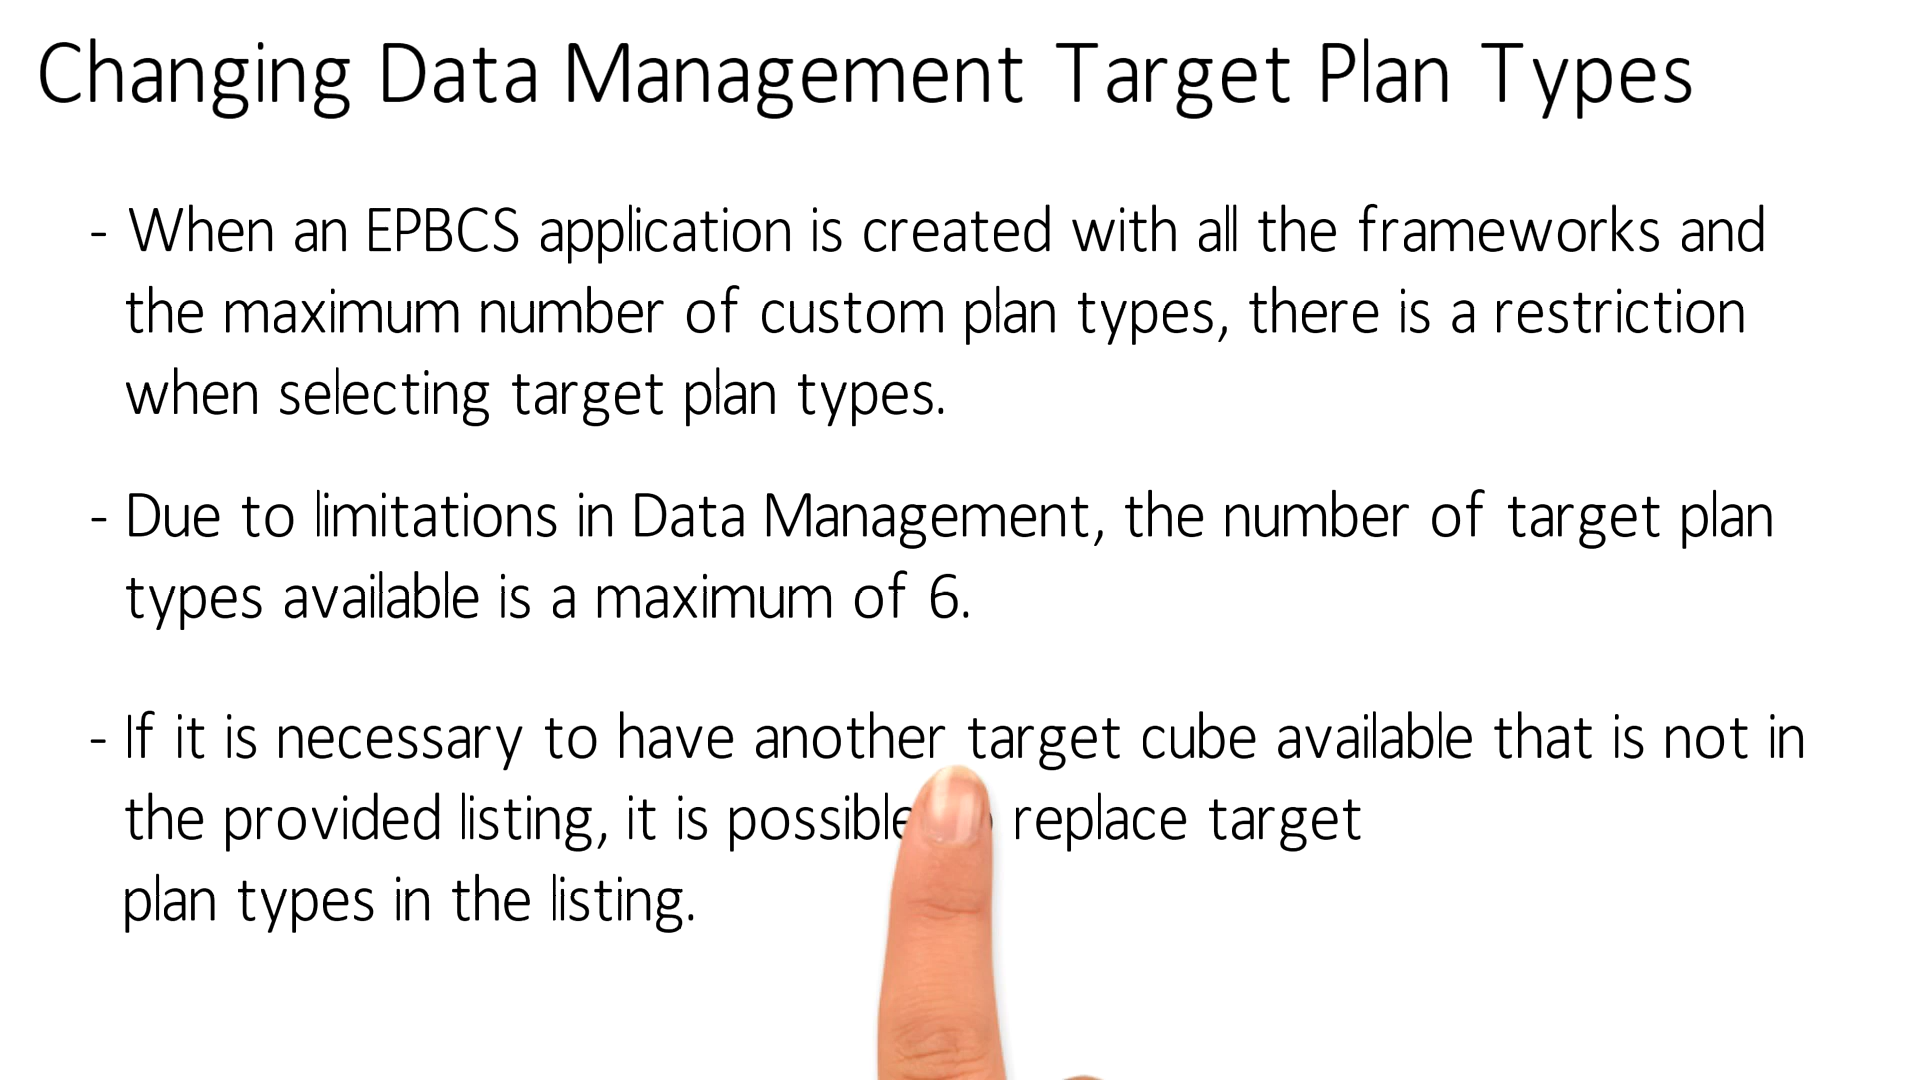 Changing Data Management Target Plan Types
- When an EPBCS application is created with all the frameworks and
the maximum number of custom plan types, there is a restriction
when selecting target plan types.
- Due to limitations in Data Management, the number of target plan
types available is a maximum of 6.
- If it is necessary to have another target cube available that is not in
the provided listing, it is possible replace target
plan types in the listing.